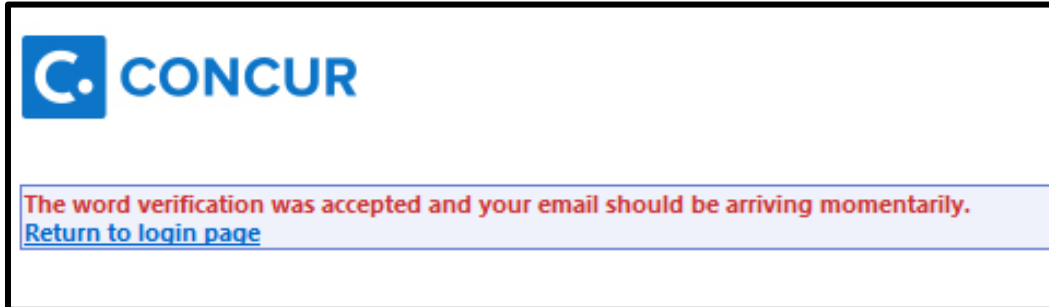 C. CONCUR
The word verification was accepted and your email should be arriving momentarily.
Return to login page